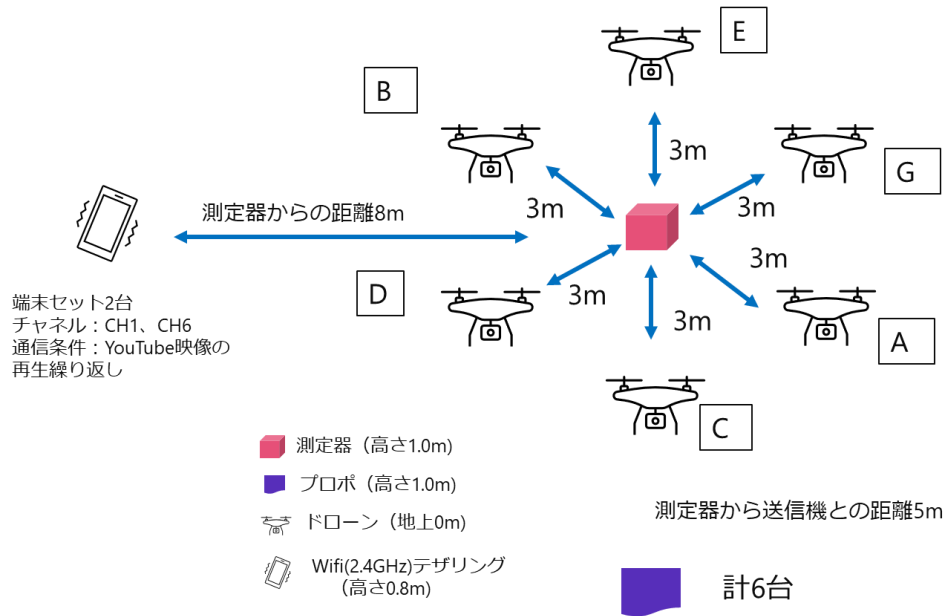 E
B
3m
G
3m
3m
測定器からの距離8m
3m
D
3m
3m
A
端末セット2台
チャネル：CH1、CH6
通信条件：YouTube映像の
再生繰り返し
C
測定器（高さ1.0m）
プロポ（高さ1.0m）
ドローン（地上0m）
測定器から送信機との距離5m
Wifi(2.4GHz)テザリング
（高さ0.8m）
計6台